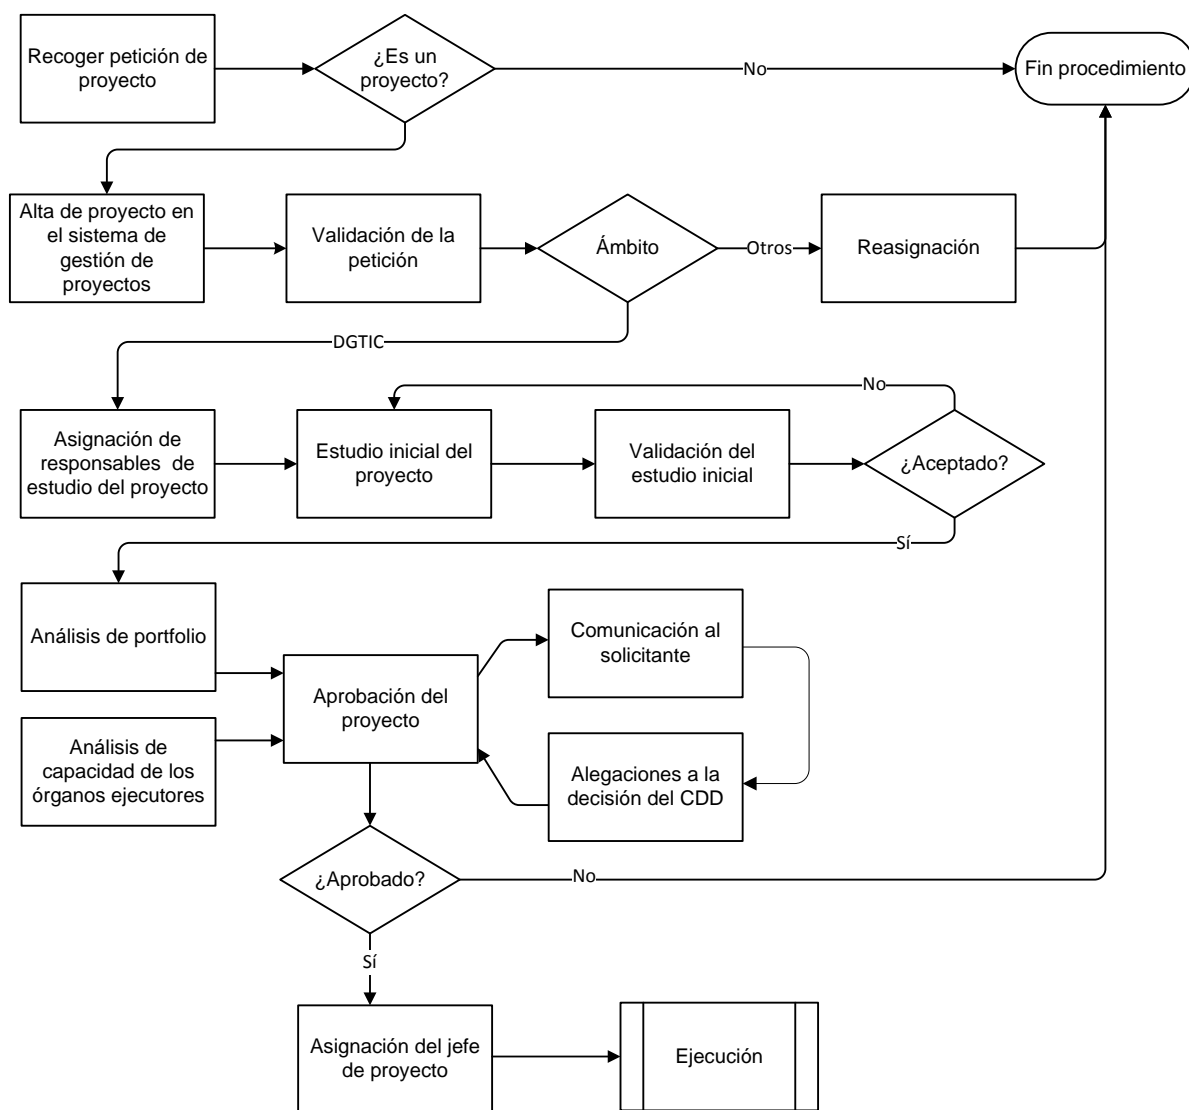 Recoger petición de
proyecto
¿Es un
proyecto?
No
Fin procedimiento
Alta de proyecto en
el sistema de
gestión de
proyectos
Validación de la
petición
Ámbito
Otros
Reasignación
DGTIC
No
Asignación de
responsables de
estudio del proyecto
Estudio inicial del
proyecto
Validación del
estudio inicial
¿Aceptado?
Sí
Análisis de portfolio
Comunicación al
solicitante
Aprobación del
proyecto
Análisis de
capacidad de los
órganos ejecutores
Alegaciones a la
decisión del CDD
¿Aprobado?
No
Sí
Asignación del jefe
de proyecto
Ejecución